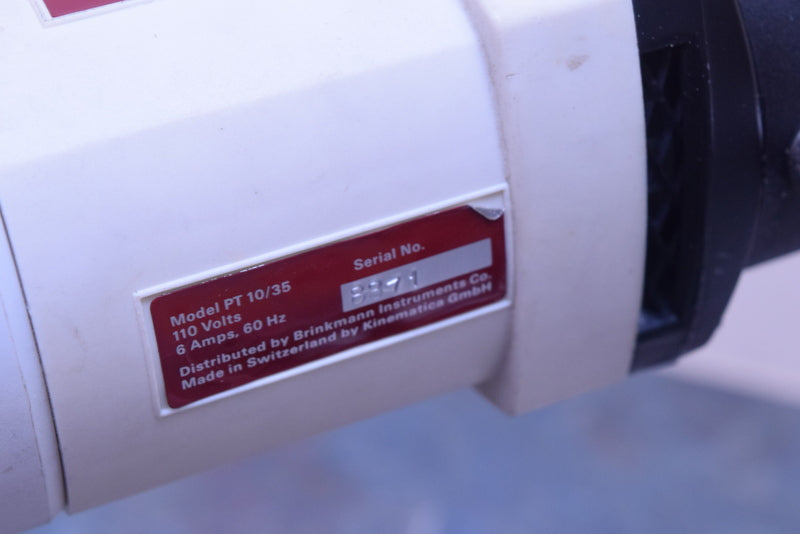 Model PT 10/35
110 Volts
6 Amps, 60 Hz
Serial No.
Distributed by Brinkmann Instruments Co.
Made in Switzerland by Kinematica GmbH